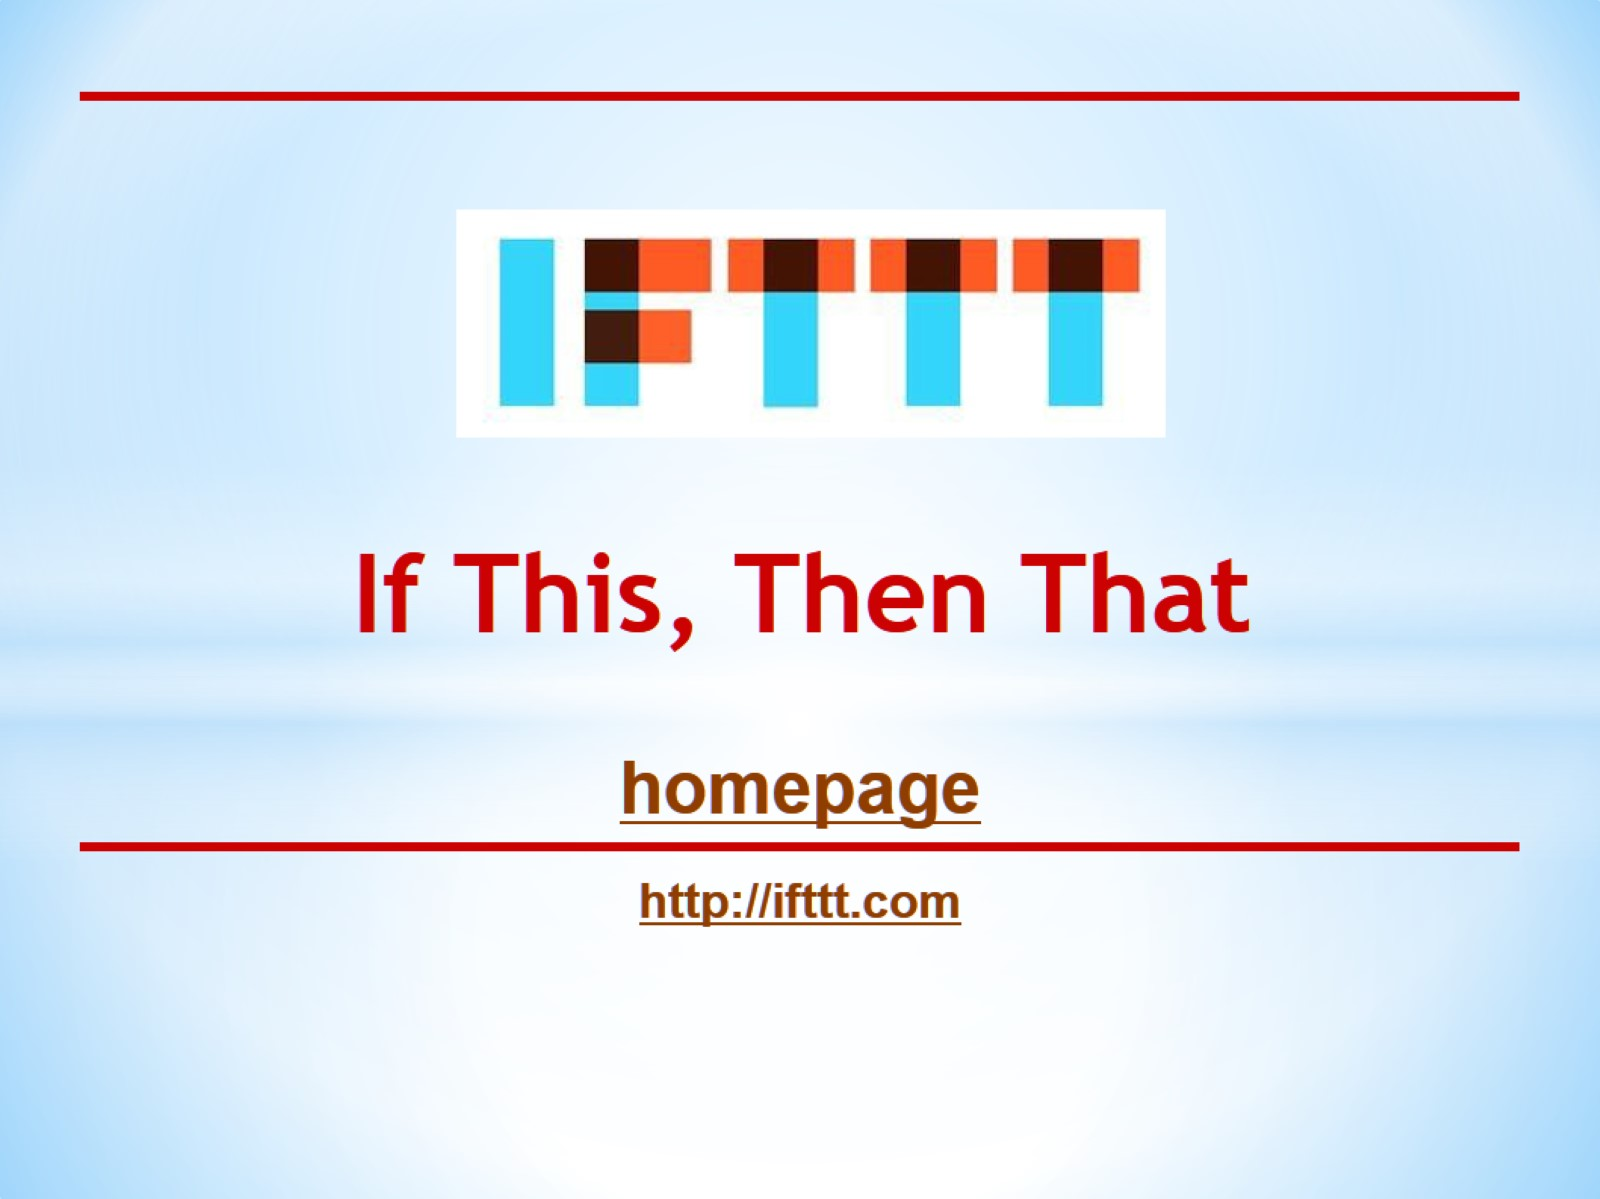 IFTTT
If This, Then That
homepage
http://ifttt.com